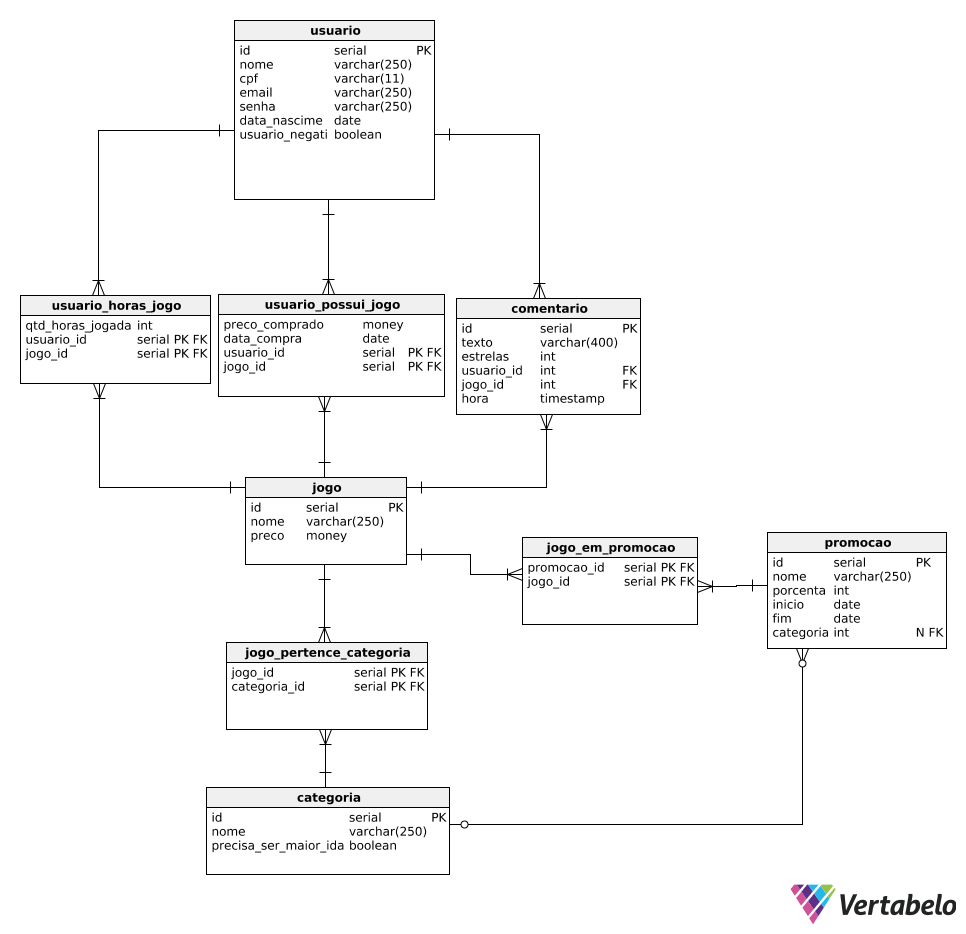 usuario
id serial PK
nome varchar(250)
cpf varchar(11)
email varchar(250)
senha varchar(250)
data_nascime date
usuario_negati boolean
usuario_horas_jogo
qtd_horas_jogada int
usuario_id serial PK FK
jogo_id serial PK FK
usuario_possui_jogo
preco_comprado money
data_compra date
usuario_id serial PK FK
jogo_id serial PK FK
comentario
id serial PK
texto varchar(400)
estrelas int
usuario_id int FK
jogo_id int FK
hora timestamp
jogo
id serial PK
nome varchar(250)
preco money
jogo_em_promocao
promocao_id serial PK FK
jogo_id serial PK FK
promocao
id serial PK
nome varchar(250)
porcenta int
inicio date
fim date
categoria int N FK
jogo_pertence_categoria
jogo_id serial PK FK
categoria_id serial PK FK
categoria
id serial PK
nome varchar(250)
precisa_ser_maior_ida boolean
Vertabelo